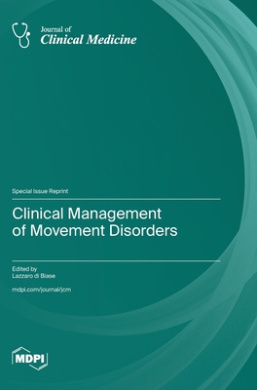 Journal of
Clinical Medicine
Special Issue Reprint
Clinical Management
of Movement Disorders
Edited by
Lazzaro di Biase
mdpi.com/journal/jcm
MDPI